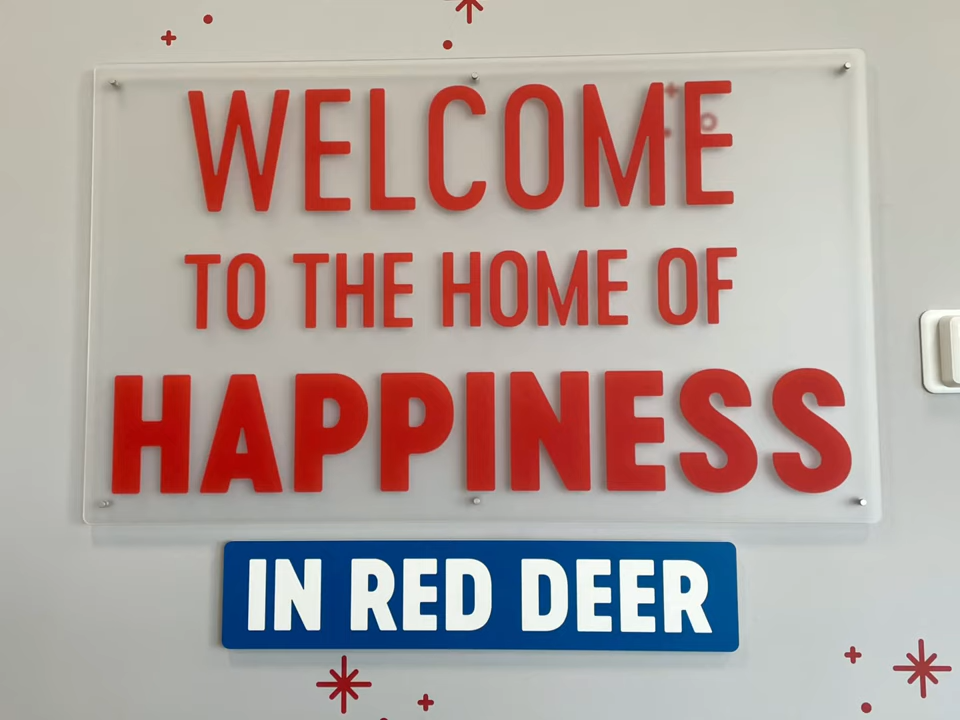 WELCOME
TO THE HOME OF
HAPPINESS
IN RED DEER